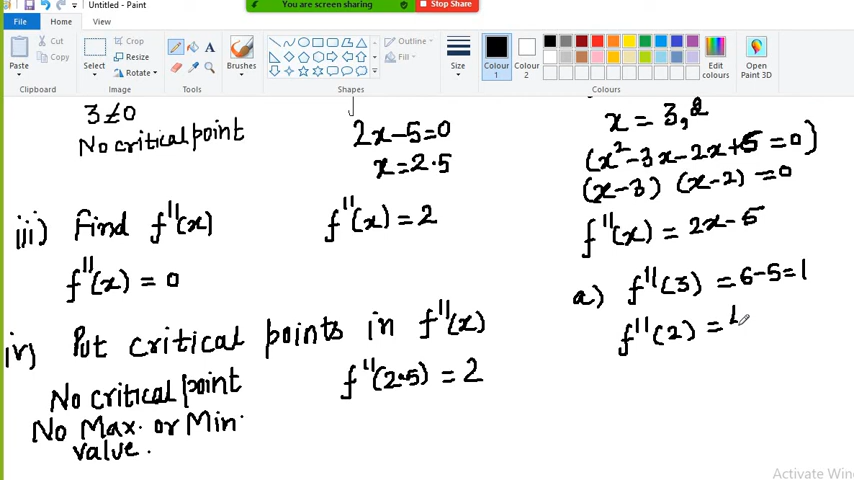 Untitled - Paint
You are screen sharing
Stop Share
File
Home
View
Paste
Cut
Copy
Clipboard
Select
Crop
Resize
Rotate
Image
A
Tools
Brushes
Outline
Fill
Shapes
Size
Colour 1
Colour 2
Edit colours
Open Paint 3D
Colours
3≠0
No critical point
iii) Find f''(x)
f''(x) = 0
iv) Put critical points in f''(x)
No critical point
No Max. or Min.
value.
2x-5=0
x=2.5
f''(x) = 2
f''(2.5) = 2
x = 3, 2
(x²-3x-2x+6=0)
(x-3) (x-2) =0
f''(x) = 2x-5
a) f''(3) = 6-5=1
f''(2) =
Activate Win